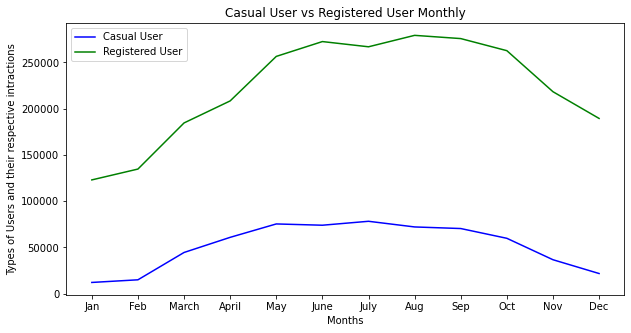 Casual User vs Registered User Monthly
Casual User
Registered User
Types of Users and their respective intractions
250000
200000
150000
100000
50000
0
Jan Feb March April May June July Aug Sep Oct Nov Dec
Months